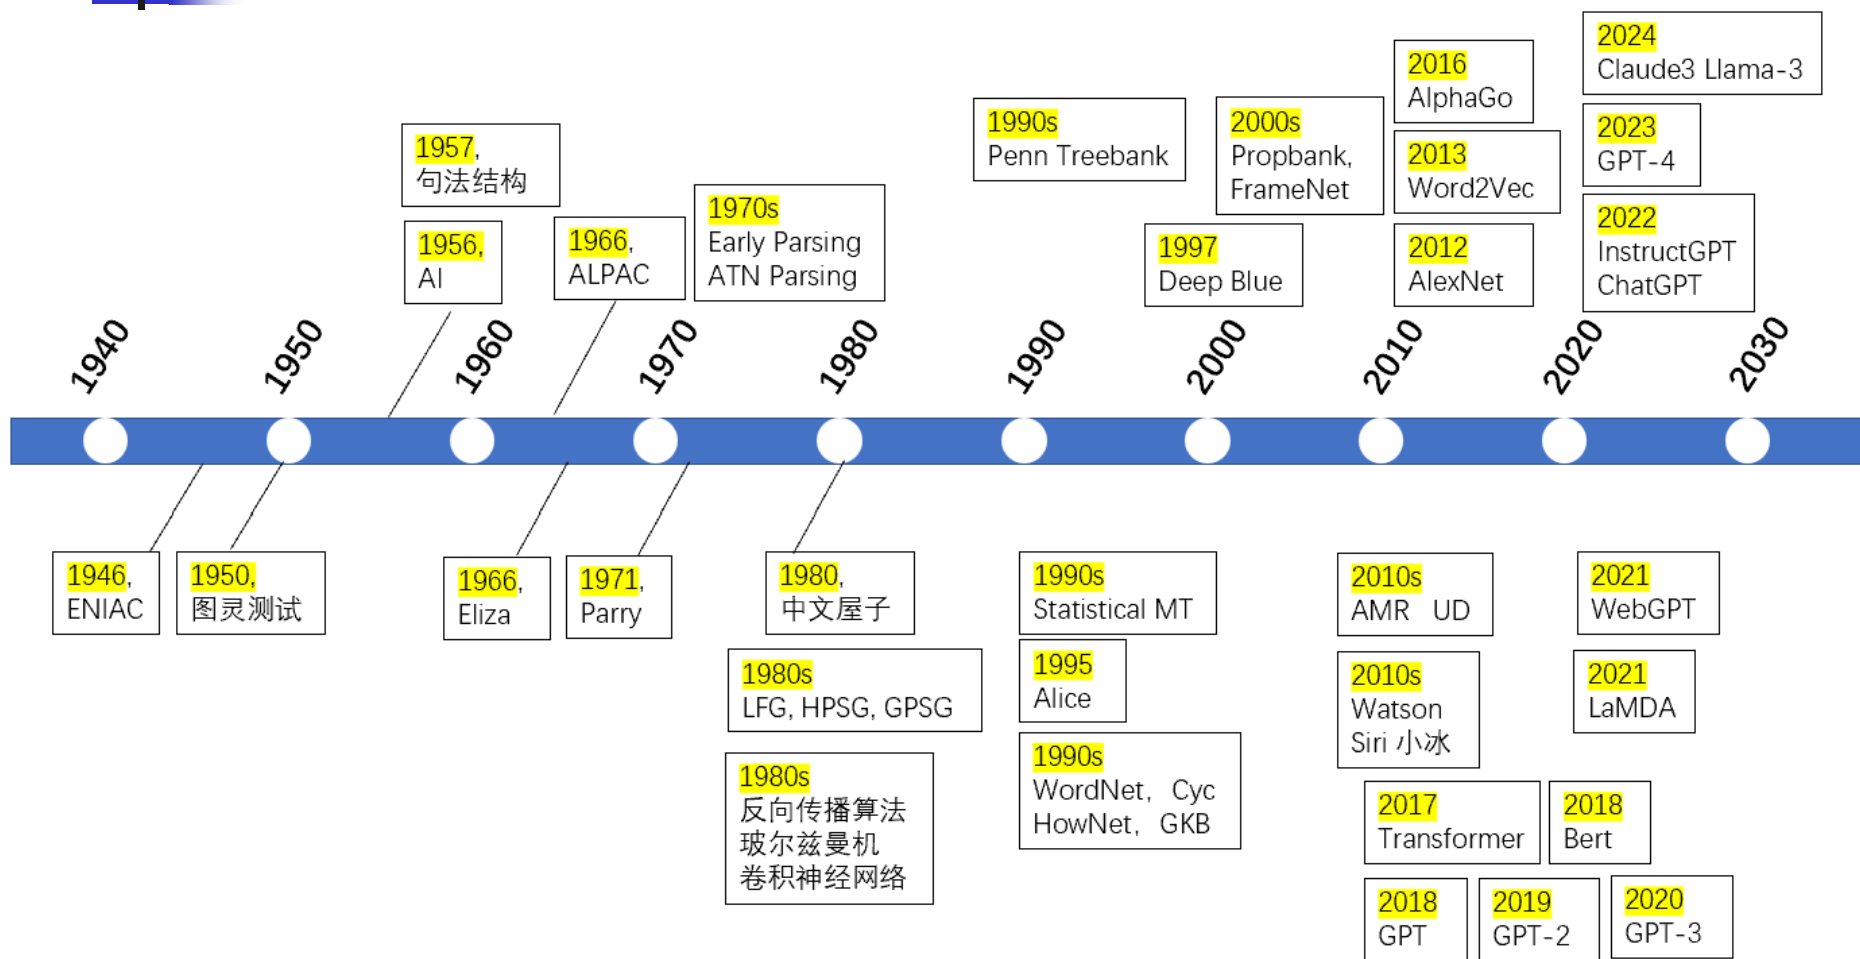 2024
Claude3 Llama-3
2016
AlphaGo
2023
GPT-4
1990s
Penn Treebank
2000s
Propbank,
FrameNet
2013
Word2Vec
1957,
句法结构
1970s
Early Parsing
ATN Parsing
2022
InstructGPT
ChatGPT
1956,
AI
1966,
ALPAC
1997
Deep Blue
2012
AlexNet
1940
1950
1960
1970
1980
1990
2000
2010
2020
2030
1946,
ENIAC
1950,
图灵测试
1966,
Eliza
1971,
Parry
1980,
中文屋子
1990s
Statistical MT
2010s
AMR UD
2021
WebGPT
1980s
LFG, HPSG, GPSG
1995
Alice
2010s
Watson
Siri 小冰
2021
LaMDA
1980s
反向传播算法
玻尔兹曼机
卷积神经网络
1990s
WordNet，Cyc
HowNet，GKB
2017
Transformer
2018
Bert
2018
GPT
2019
GPT-2
2020
GPT-3